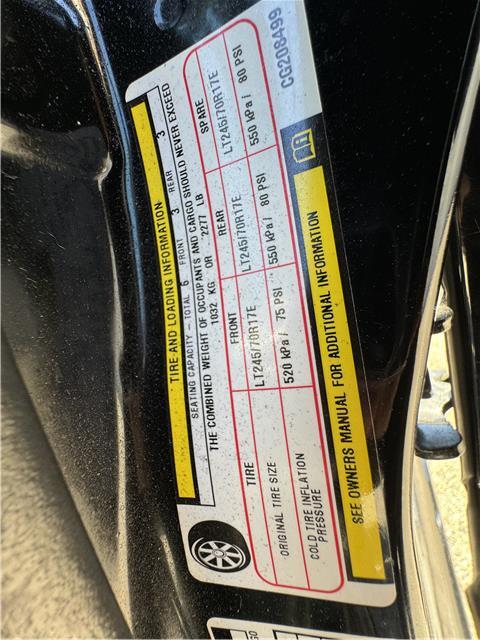 TIRE AND LOADING INFORMATION
SEATING CAPACITY - TOTAL 6 FRONT 3 REAR 3
THE COMBINED WEIGHT OF OCCUPANTS AND CARGO SHOULD NEVER EXCEED
1032 KG OR 2277 LB
TIRE FRONT REAR SPARE
ORIGINAL TIRE SIZE LT245/70R17E LT245/70R17E LT245/70R17E
COLD TIRE INFLATION PRESSURE 520 kPa / 75 PSI 550 kPa / 80 PSI 550 kPa / 80 PSI
SEE OWNERS MANUAL FOR ADDITIONAL INFORMATION
CG208499